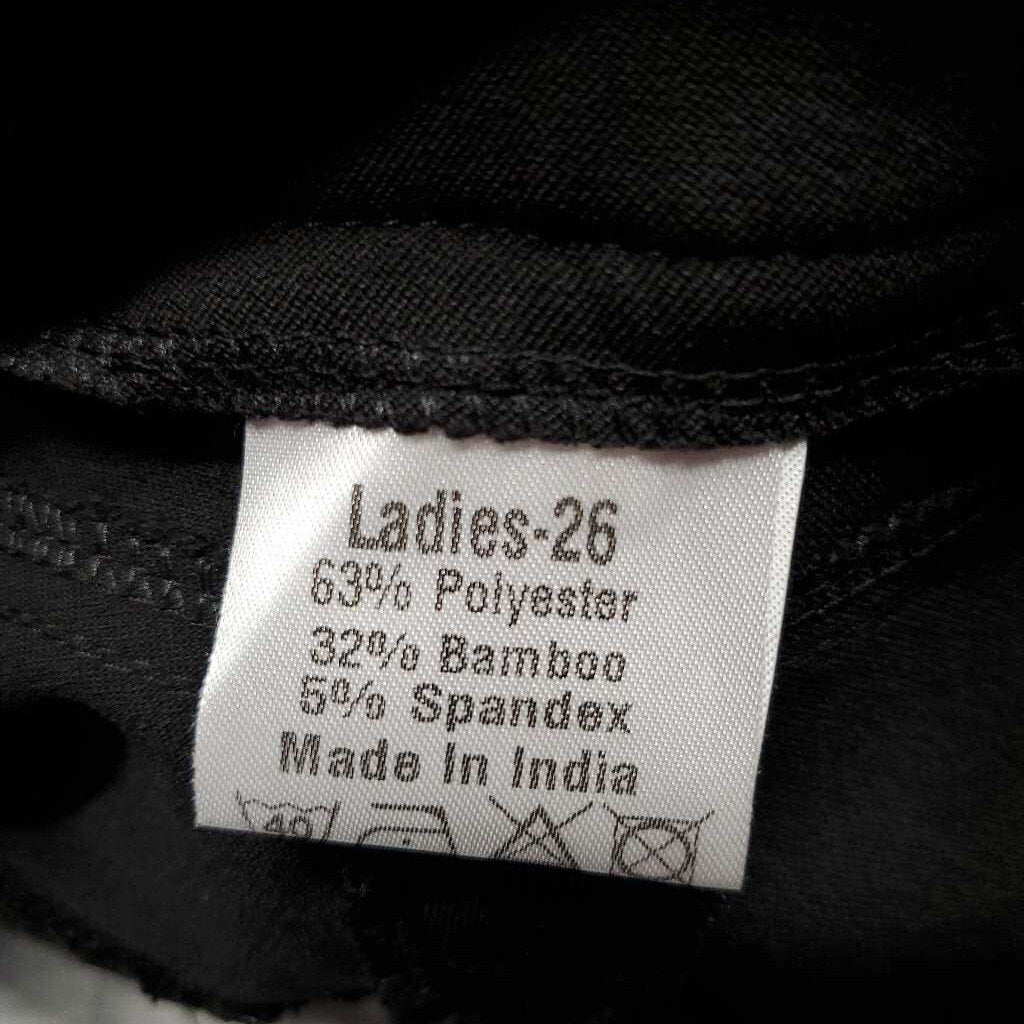 Ladies-26
63% Polyester
32% Bamboo
5% Spandex
Made In India
40